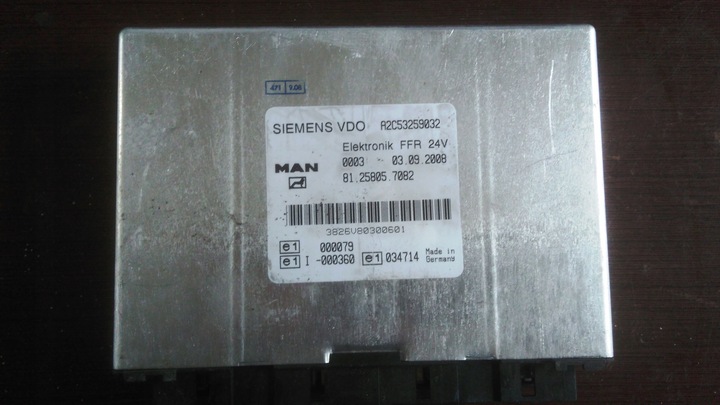 471 9.08
SIEMENS VDO A2C53259032
Elektronik FFR 24V
MAN 0003 03.09.2008
81.25805.7082
3826V80300601
e1 000079
e1 I -000360 e1 034714 Made in
Germany